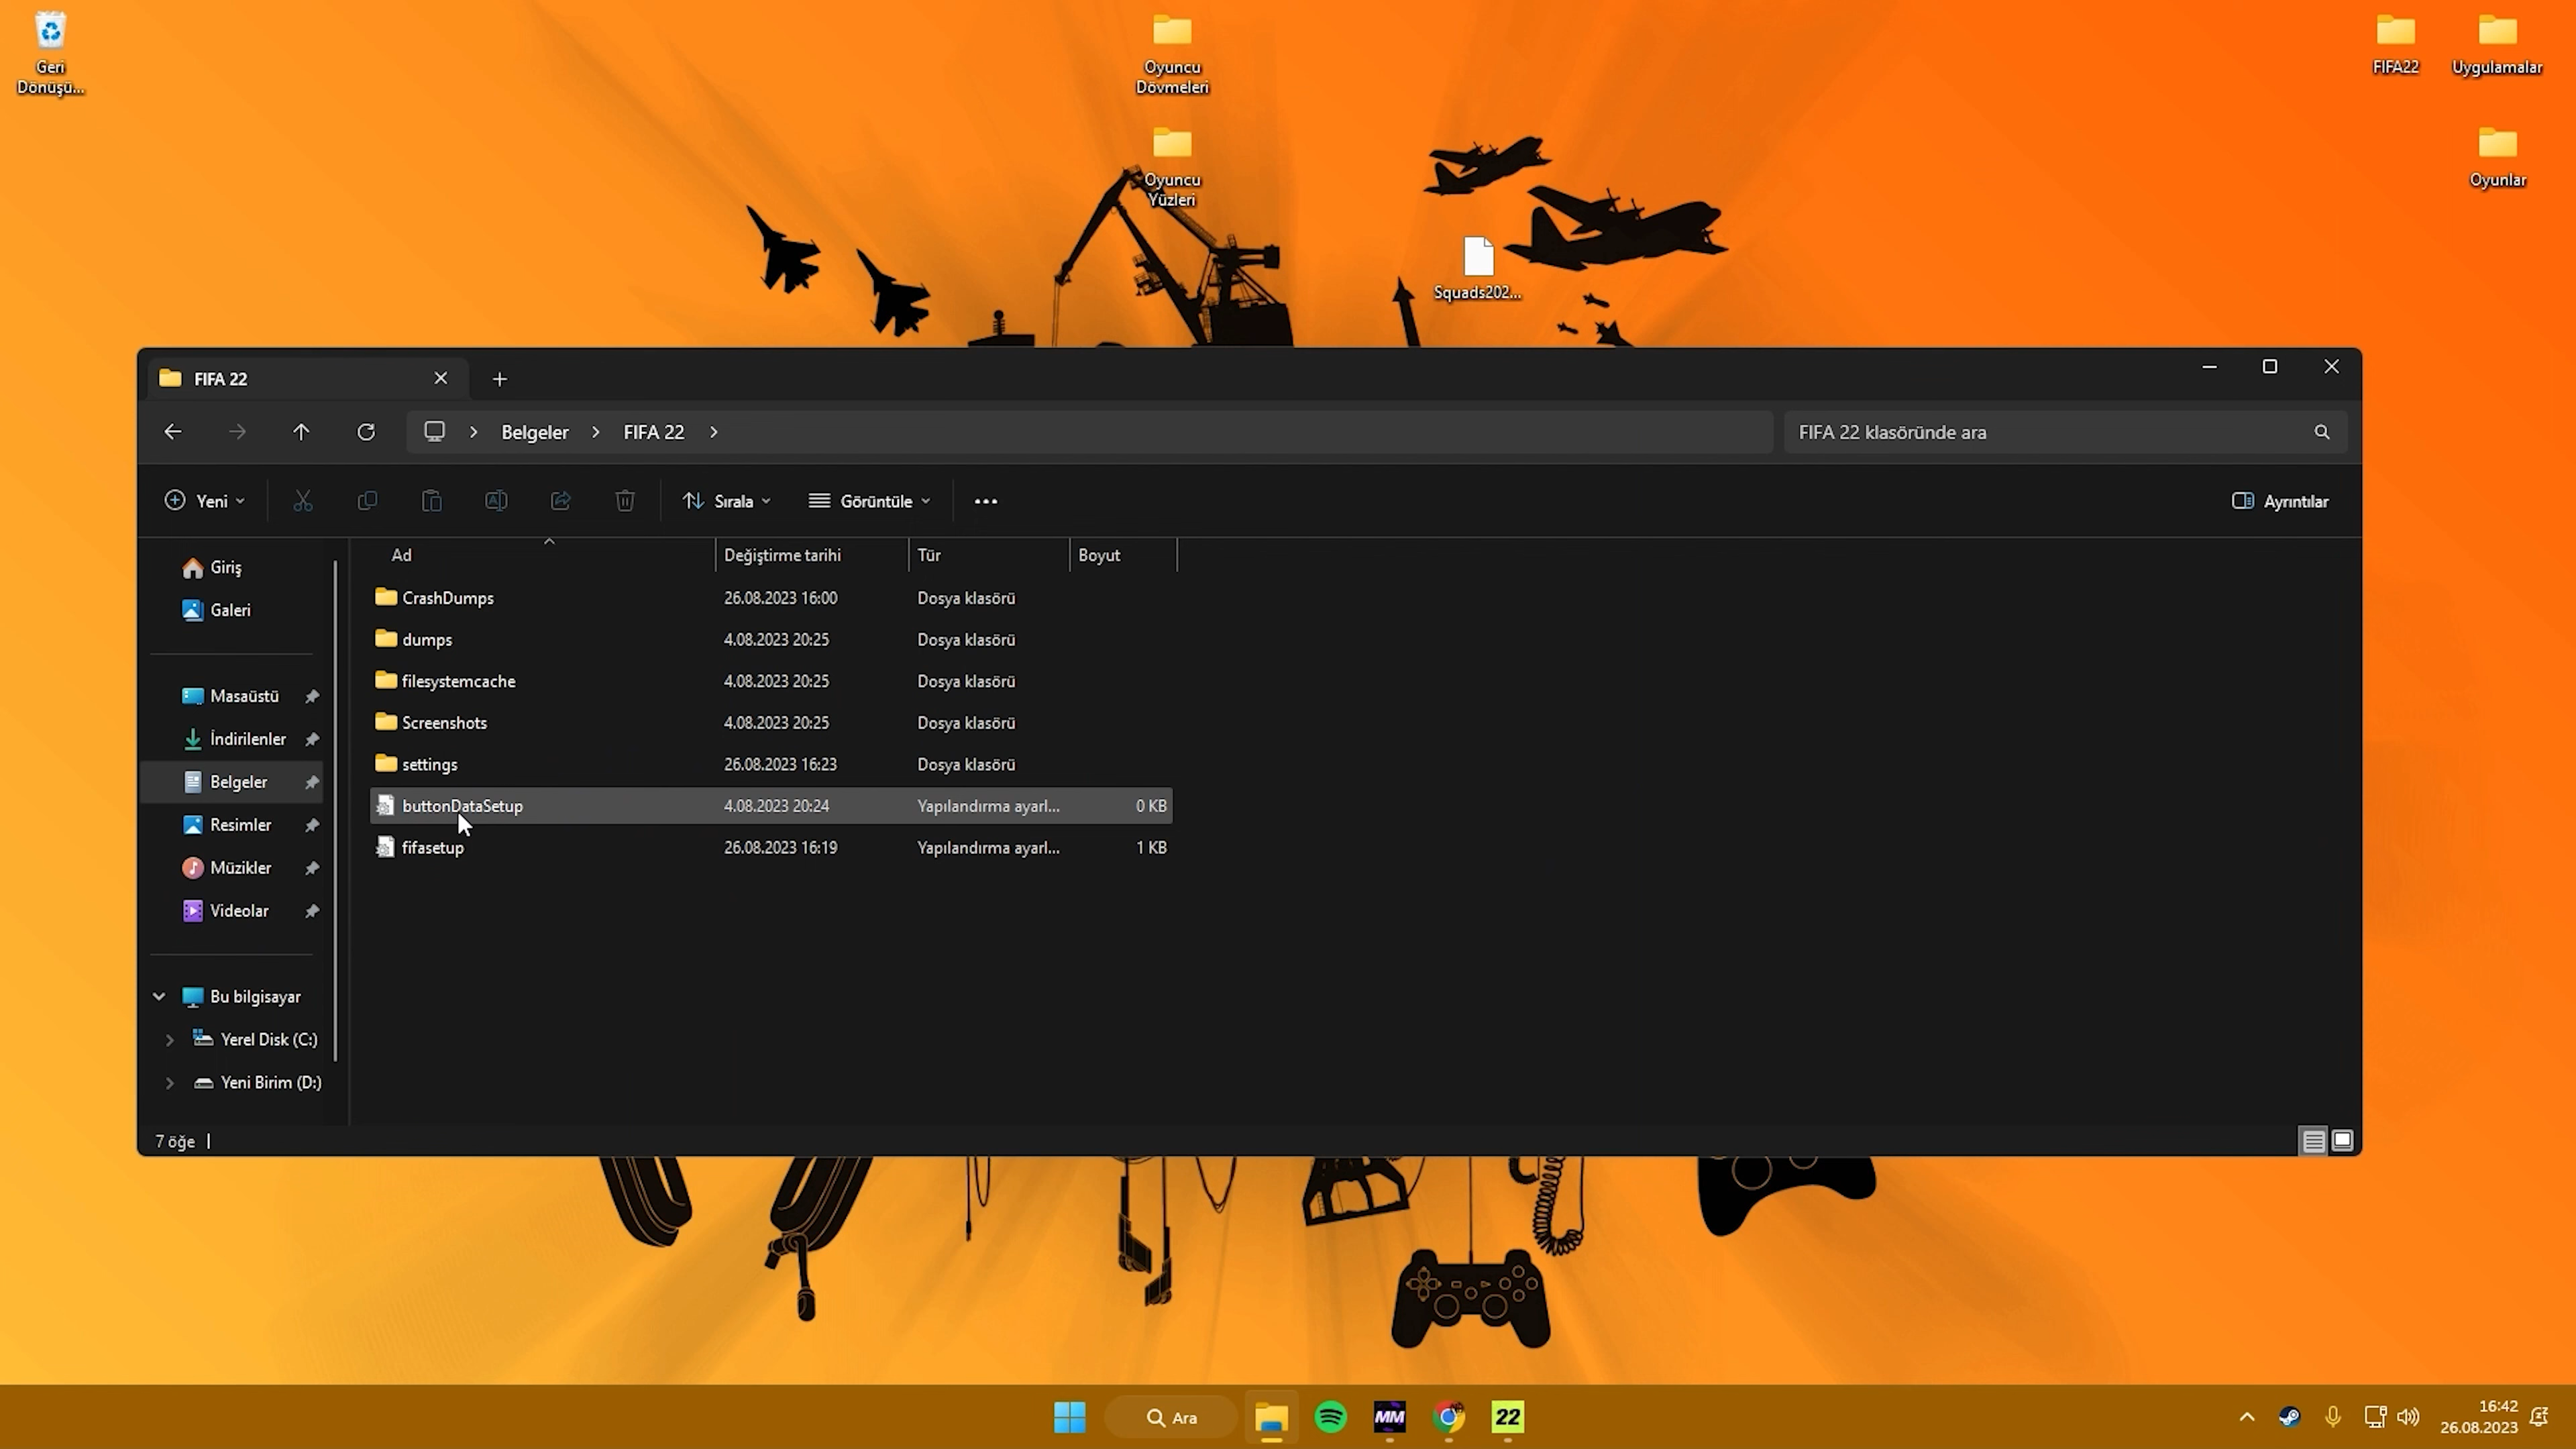 Geri
Dönüşü...
Oyuncu
Dövmeleri
Oyuncu
Yüzleri
Squads202...
FIFA22
Uygulamalar
Oyunlar
FIFA 22
Belgeler
FIFA 22
FIFA 22 klasöründe ara
Yeni
Sırala
Görüntüle
Ayrıntılar
Giriş
Galeri
Masaüstü
İndirilenler
Belgeler
Resimler
Müzikler
Videolar
Bu bilgisayar
Yerel Disk (C:)
Yeni Birim (D:)
Ad Değiştirme tarihi Tür Boyut
CrashDumps 26.08.2023 16:00 Dosya klasörü
dumps 4.08.2023 20:25 Dosya klasörü
filesystemcache 4.08.2023 20:25 Dosya klasörü
Screenshots 4.08.2023 20:25 Dosya klasörü
settings 26.08.2023 16:23 Dosya klasörü
buttonDataSetup 4.08.2023 20:24 Yapılandırma ayarl... 0 KB
fifasetup 26.08.2023 16:19 Yapılandırma ayarl... 1 KB
7 öğe
Ara
MM
22
16:42
26.08.2023